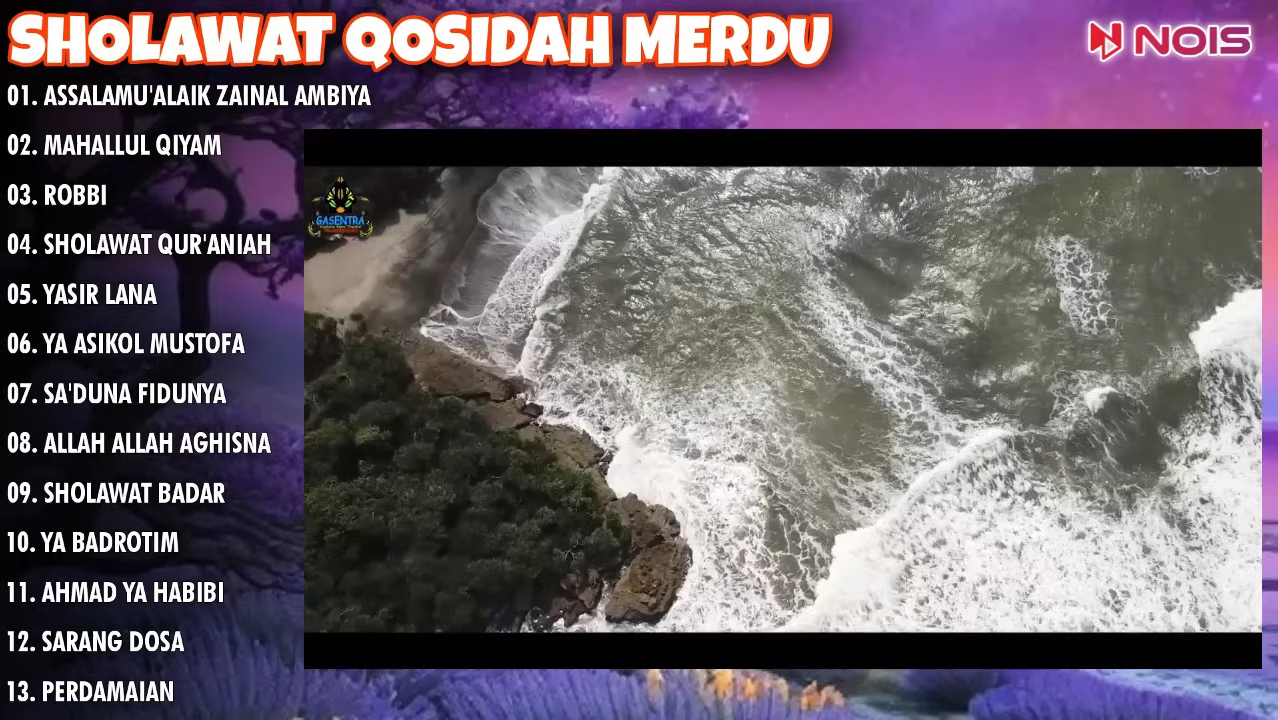 SHOLAWAT QOSIDAH MERDU
NOIS
01. ASSALAMU'ALAIK ZAINAL AMBIYA
02. MAHALLUL QIYAM
03. ROBBI
04. SHOLAWAT QUR'ANIAH
05. YASIR LANA
06. YA ASIKOL MUSTOFA
07. SA'DUNA FIDUNYA
08. ALLAH ALLAH AGHISNA
09. SHOLAWAT BADAR
10. YA BADROTIM
11. AHMAD YA HABIBI
12. SARANG DOSA
13. PERDAMAIAN
GASENTRA